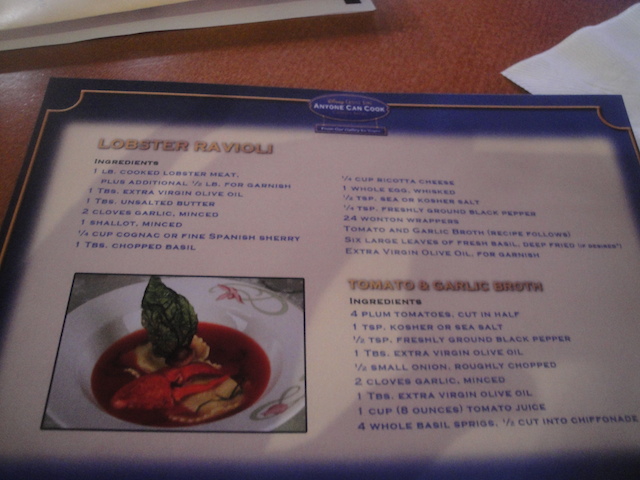 ANYONE CAN COOK
LOBSTER RAVIOLI
INGREDIENTS
1 LB. COOKED LOBSTER MEAT,
PLUS ADDITIONAL ½ LB. FOR GARNISH
1 TBS. EXTRA VIRGIN OLIVE OIL
1 TBS. UNSALTED BUTTER
2 CLOVES GARLIC, MINCED
1 SHALLOT, MINCED
¼ CUP COGNAC OR FINE SPANISH SHERRY
1 TBS. CHOPPED BASIL
¼ CUP RICOTTA CHEESE
1 WHOLE EGG, WHISKED
½ TSP. SEA OR KOSHER SALT
¼ TSP. FRESHLY GROUND BLACK PEPPER
24 WONTON WRAPPERS
TOMATO AND GARLIC BROTH (RECIPE FOLLOWS)
SIX LARGE LEAVES OF FRESH BASIL, DEEP FRIED (IF DESIRED*)
EXTRA VIRGIN OLIVE OIL, FOR GARNISH
TOMATO & GARLIC BROTH
INGREDIENTS
4 PLUM TOMATOES, CUT IN HALF
1 TSP. KOSHER OR SEA SALT
½ TSP. FRESHLY GROUND BLACK PEPPER
1 TBS. EXTRA VIRGIN OLIVE OIL
½ SMALL ONION, ROUGHLY CHOPPED
2 CLOVES GARLIC, MINCED
1 TBS. EXTRA VIRGIN OLIVE OIL
1 CUP (8 OUNCES) TOMATO JUICE
4 WHOLE BASIL SPRIGS, ½ CUT INTO CHIFFONADE